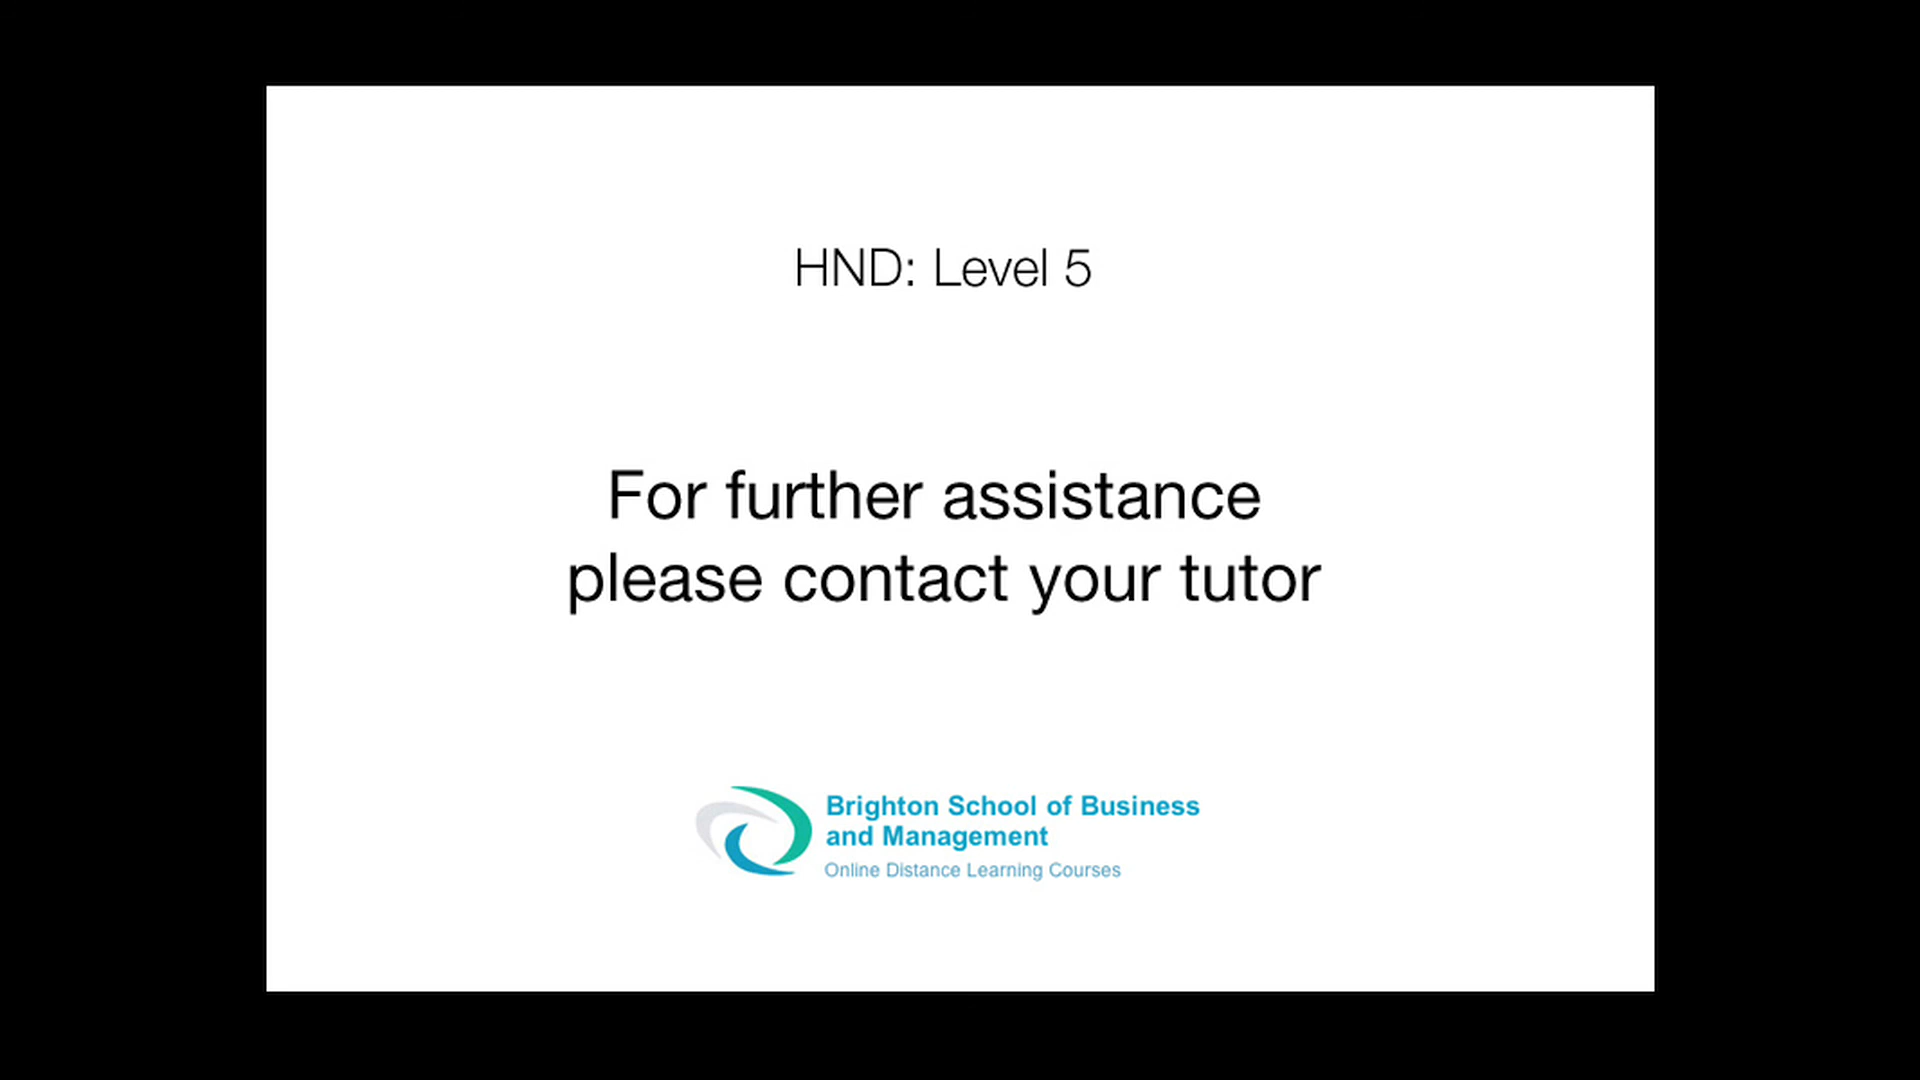 HND: Level 5
For further assistance
please contact your tutor
Brighton School of Business
and Management
Online Distance Learning Courses